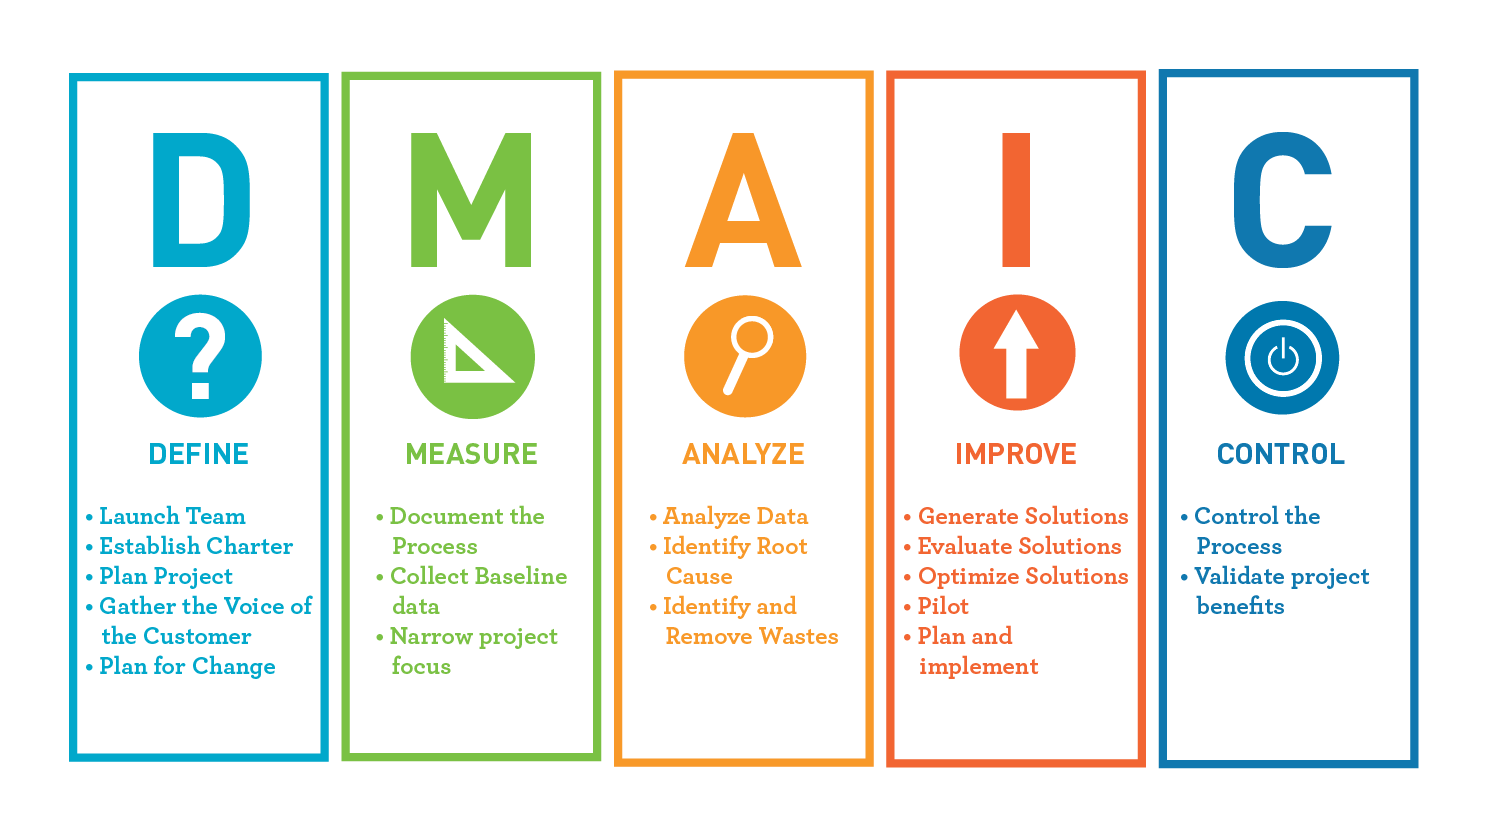 D
?
DEFINE
• Launch Team
• Establish Charter
• Plan Project
• Gather the Voice of
the Customer
• Plan for Change
M
MEASURE
• Document the
Process
• Collect Baseline
data
• Narrow project
focus
A
ANALYZE
• Analyze Data
• Identify Root
Cause
• Identify and
Remove Wastes
I
IMPROVE
• Generate Solutions
• Evaluate Solutions
• Optimize Solutions
• Pilot
• Plan and
implement
C
CONTROL
• Control the
Process
• Validate project
benefits